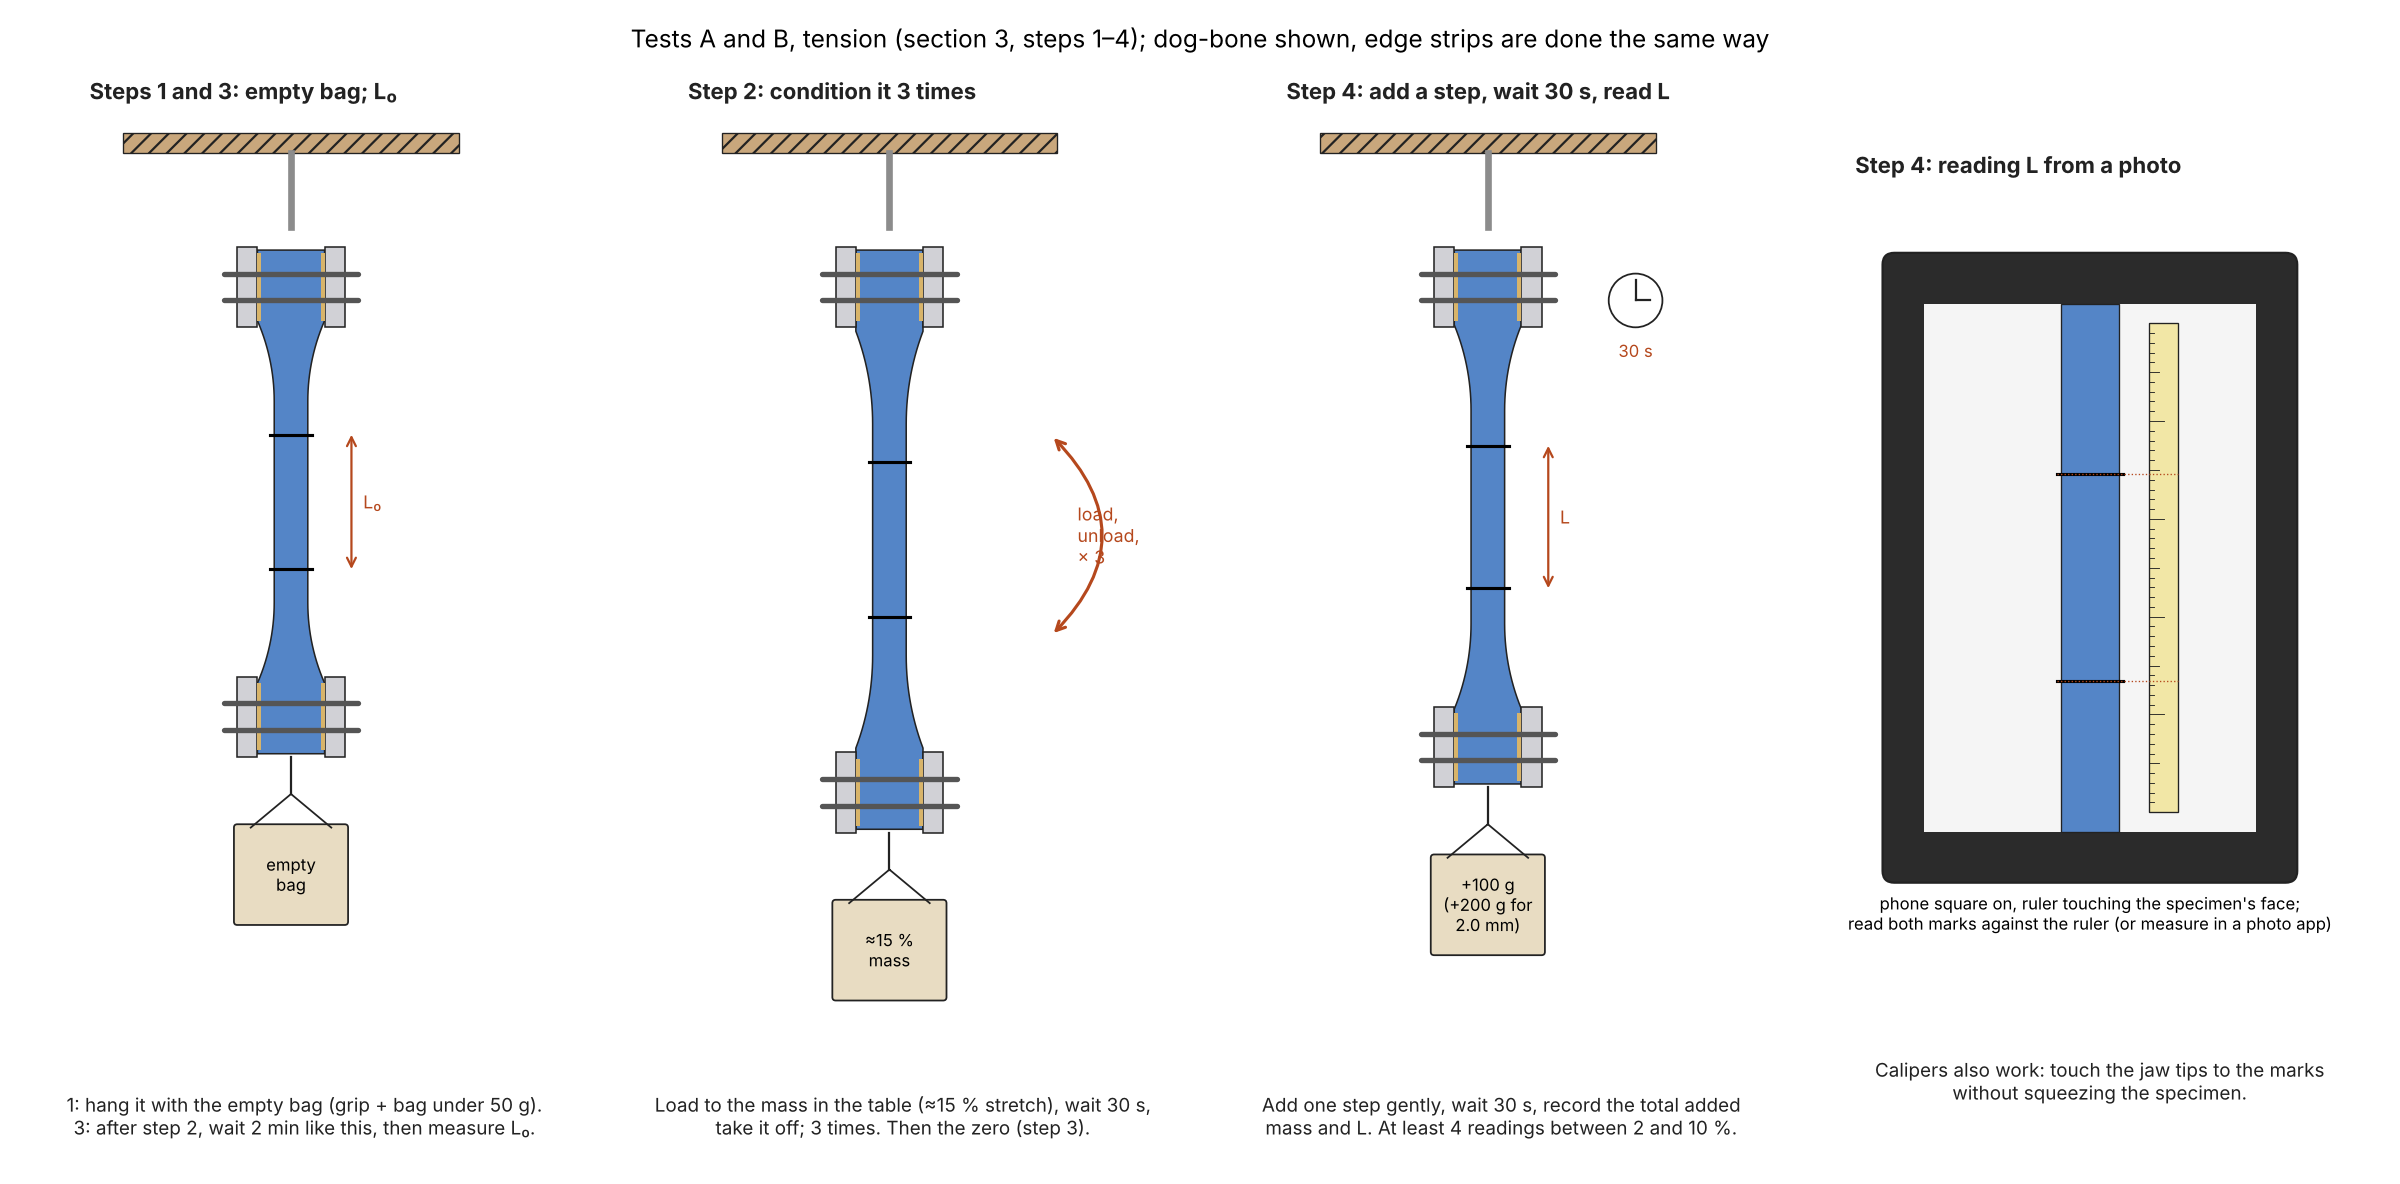 Tests A and B, tension (section 3, steps 1–4); dog-bone shown, edge strips are done the same way
Steps 1 and 3: empty bag; L₀
L₀
empty
bag
1: hang it with the empty bag (grip + bag under 50 g).
3: after step 2, wait 2 min like this, then measure L₀.
Step 2: condition it 3 times
load,
unload,
× 3
≈15 %
mass
Load to the mass in the table (≈15 % stretch), wait 30 s,
take it off; 3 times. Then the zero (step 3).
Step 4: add a step, wait 30 s, read L
30 s
L
+100 g
(+200 g for
2.0 mm)
Add one step gently, wait 30 s, record the total added
mass and L. At least 4 readings between 2 and 10 %.
Step 4: reading L from a photo
phone square on, ruler touching the specimen's face;
read both marks against the ruler (or measure in a photo app)
Calipers also work: touch the jaw tips to the marks
without squeezing the specimen.